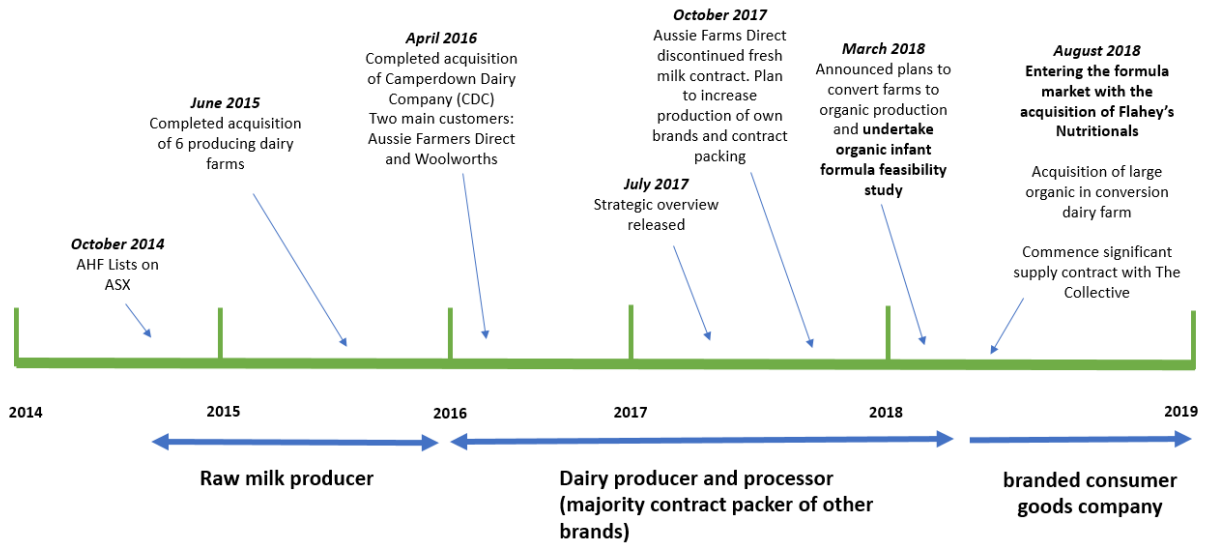 October 2014
AHF Lists on
ASX
June 2015
Completed acquisition
of 6 producing dairy
farms
April 2016
Completed acquisition
of Camperdown Dairy
Company (CDC)
Two main customers:
Aussie Farmers Direct
and Woolworths
July 2017
Strategic overview
released
October 2017
Aussie Farms Direct
discontinued fresh
milk contract. Plan
to increase
production of own
brands and contract
packing
March 2018
Announced plans to
convert farms to
organic production
and undertake
organic infant
formula feasibility
study
August 2018
Entering the formula
market with the
acquisition of Flahey's
Nutritionals
Acquisition of large
organic in conversion
dairy farm
Commence significant
supply contract with The
Collective
2014
2015
2016
2017
2018
2019
Raw milk producer
Dairy producer and processor
(majority contract packer of other
brands)
branded consumer
goods company